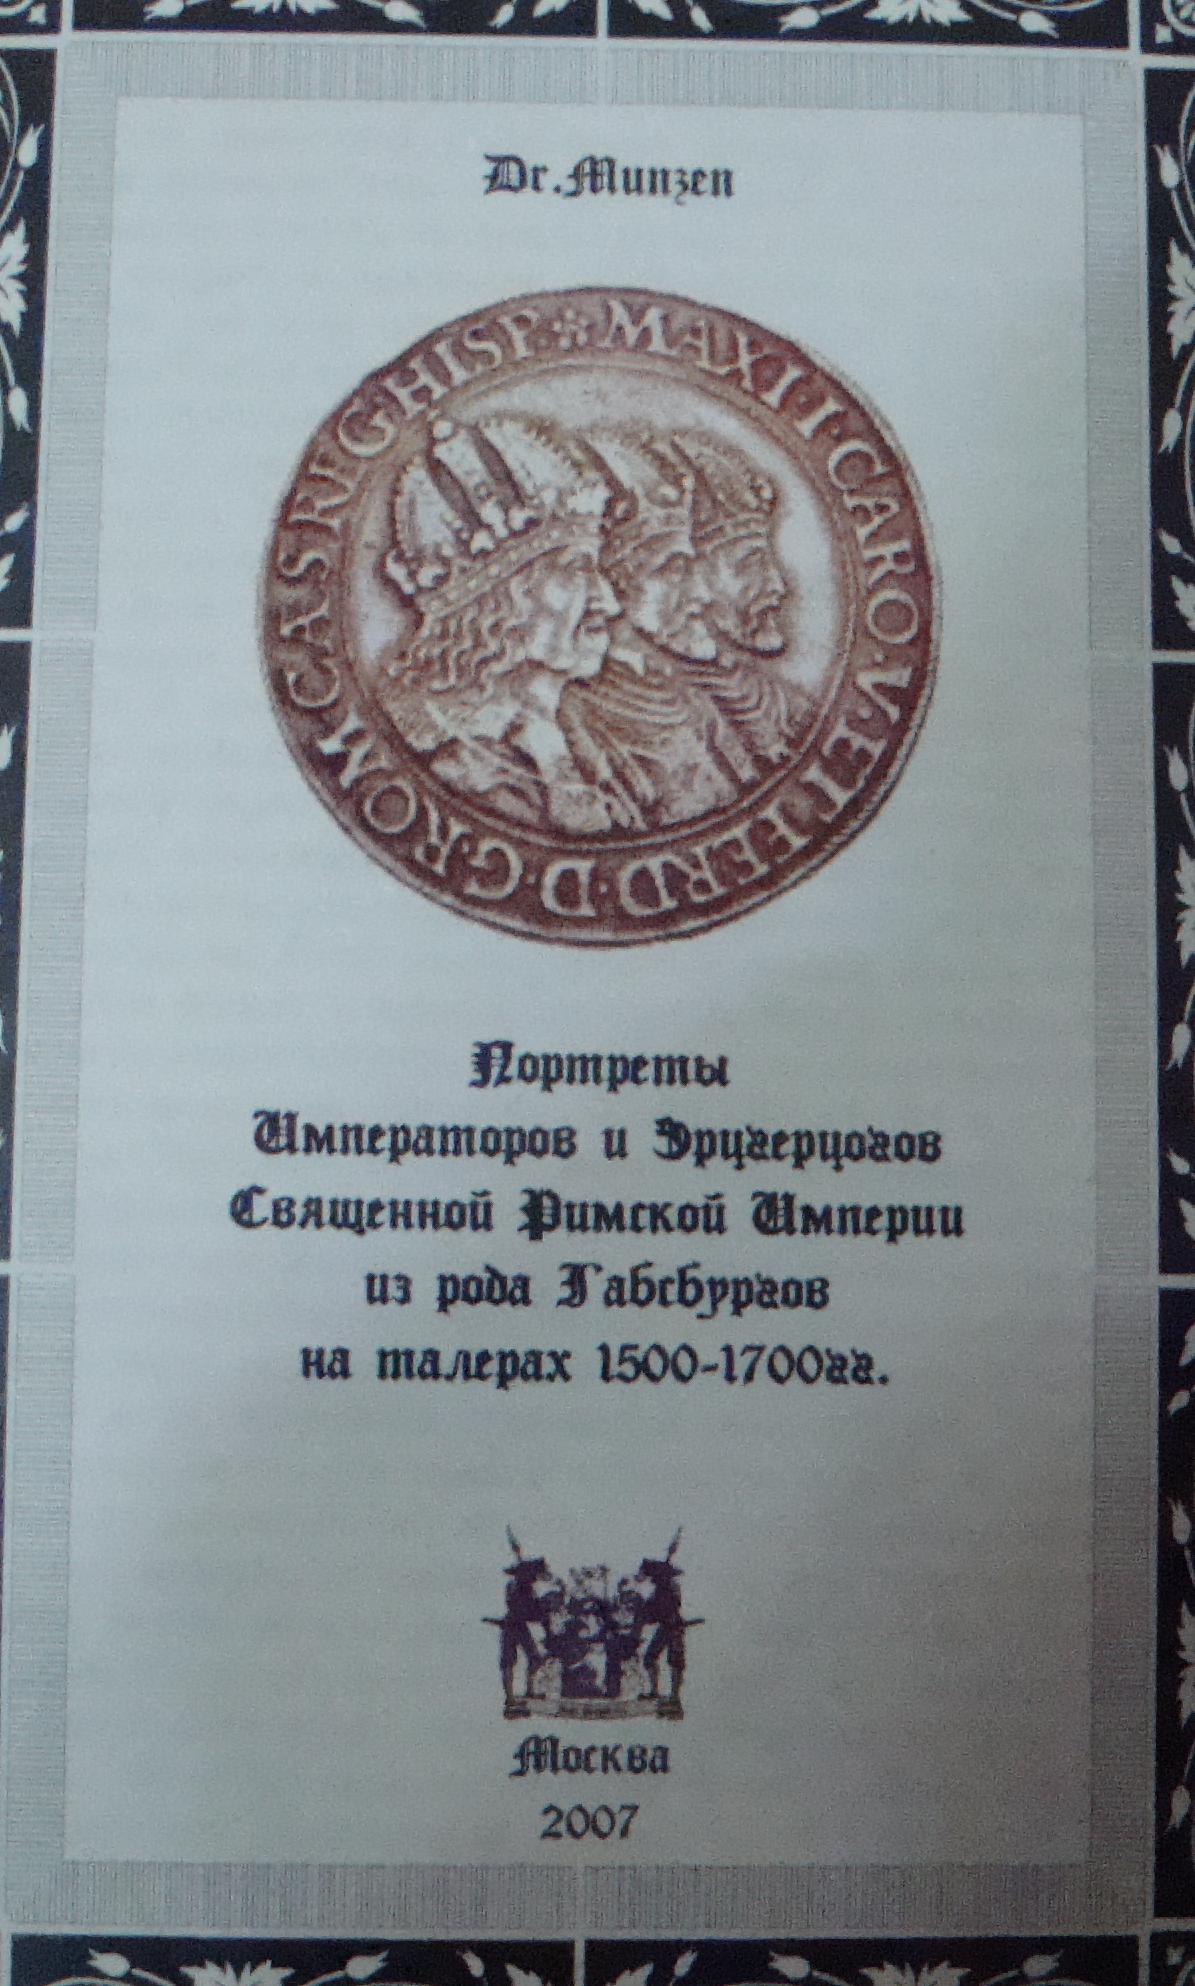 Dr.Munzen
MAXI·I·CARO·V·ET FERD·D·G·ROM·CAS REG HISP
Портреты
Императоров и Эрцгерцогов
Священной Римской Империи
из рода Габсбургов
на талерах 1500-1700гг.
Москва
2007